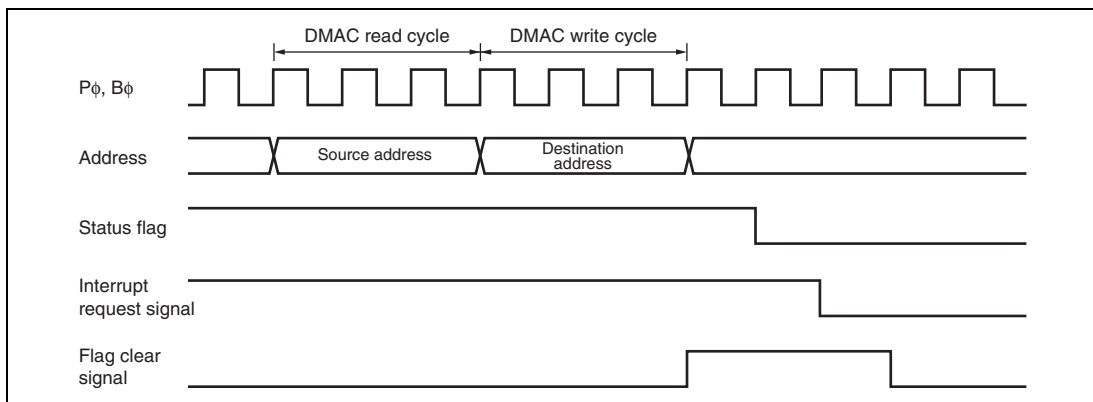 DMAC read cycle DMAC write cycle
Pϕ, Bϕ
Address
Source address
Destination
address
Status flag
Interrupt
request signal
Flag clear
signal